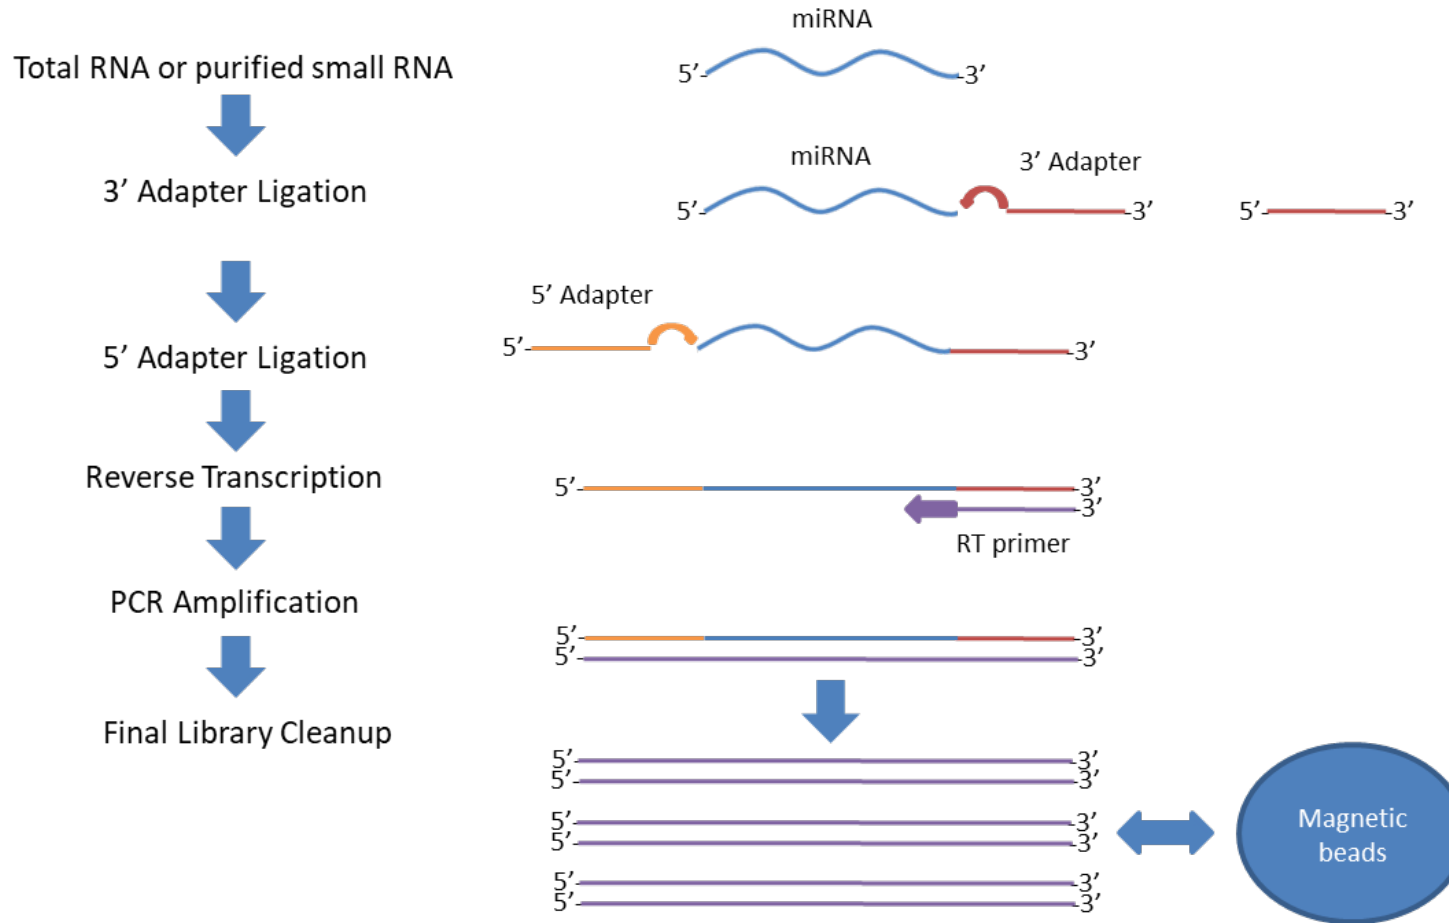 miRNA
Total RNA or purified small RNA
5’ 3’
miRNA 3’ Adapter
3’ Adapter Ligation
5’ 3’ 5’ 3’
5’ Adapter
5’ Adapter Ligation
5’ 3’
Reverse Transcription
5’ 3’
3’
RT primer
PCR Amplification
5’ 3’
5’ 3’
Final Library Cleanup
5’ 3’
5’ 3’
5’ 3’
5’ 3’
5’ 3’
5’ 3’
Magnetic
beads